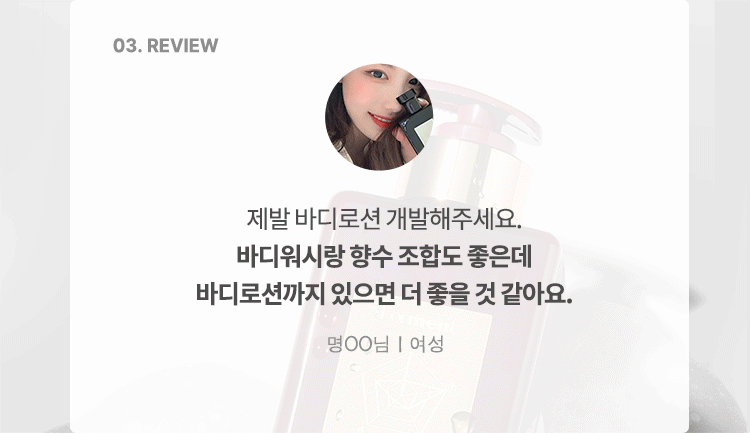 03. REVIEW
제발 바디로션 개발해주세요.
바디워시랑 향수 조합도 좋은데
바디로션까지 있으면 더 좋을 것 같아요.
명OO님ㅣ여성